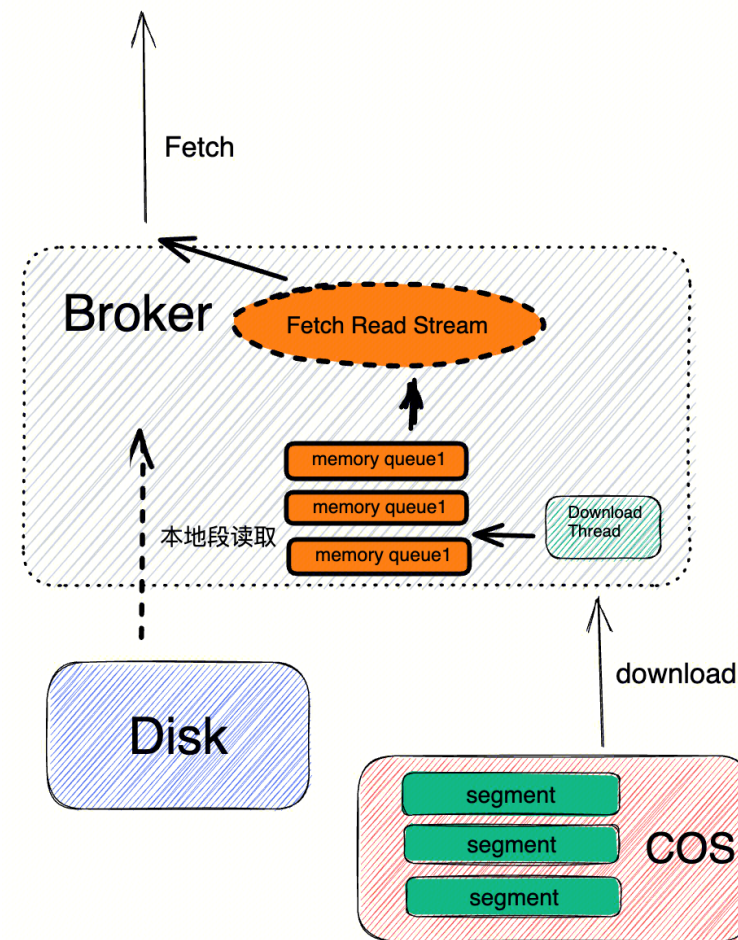 Fetch
Broker
Fetch Read Stream
memory queue1
memory queue1
memory queue1
本地段读取
Download
Thread
download
Disk
segment
segment
segment
COS